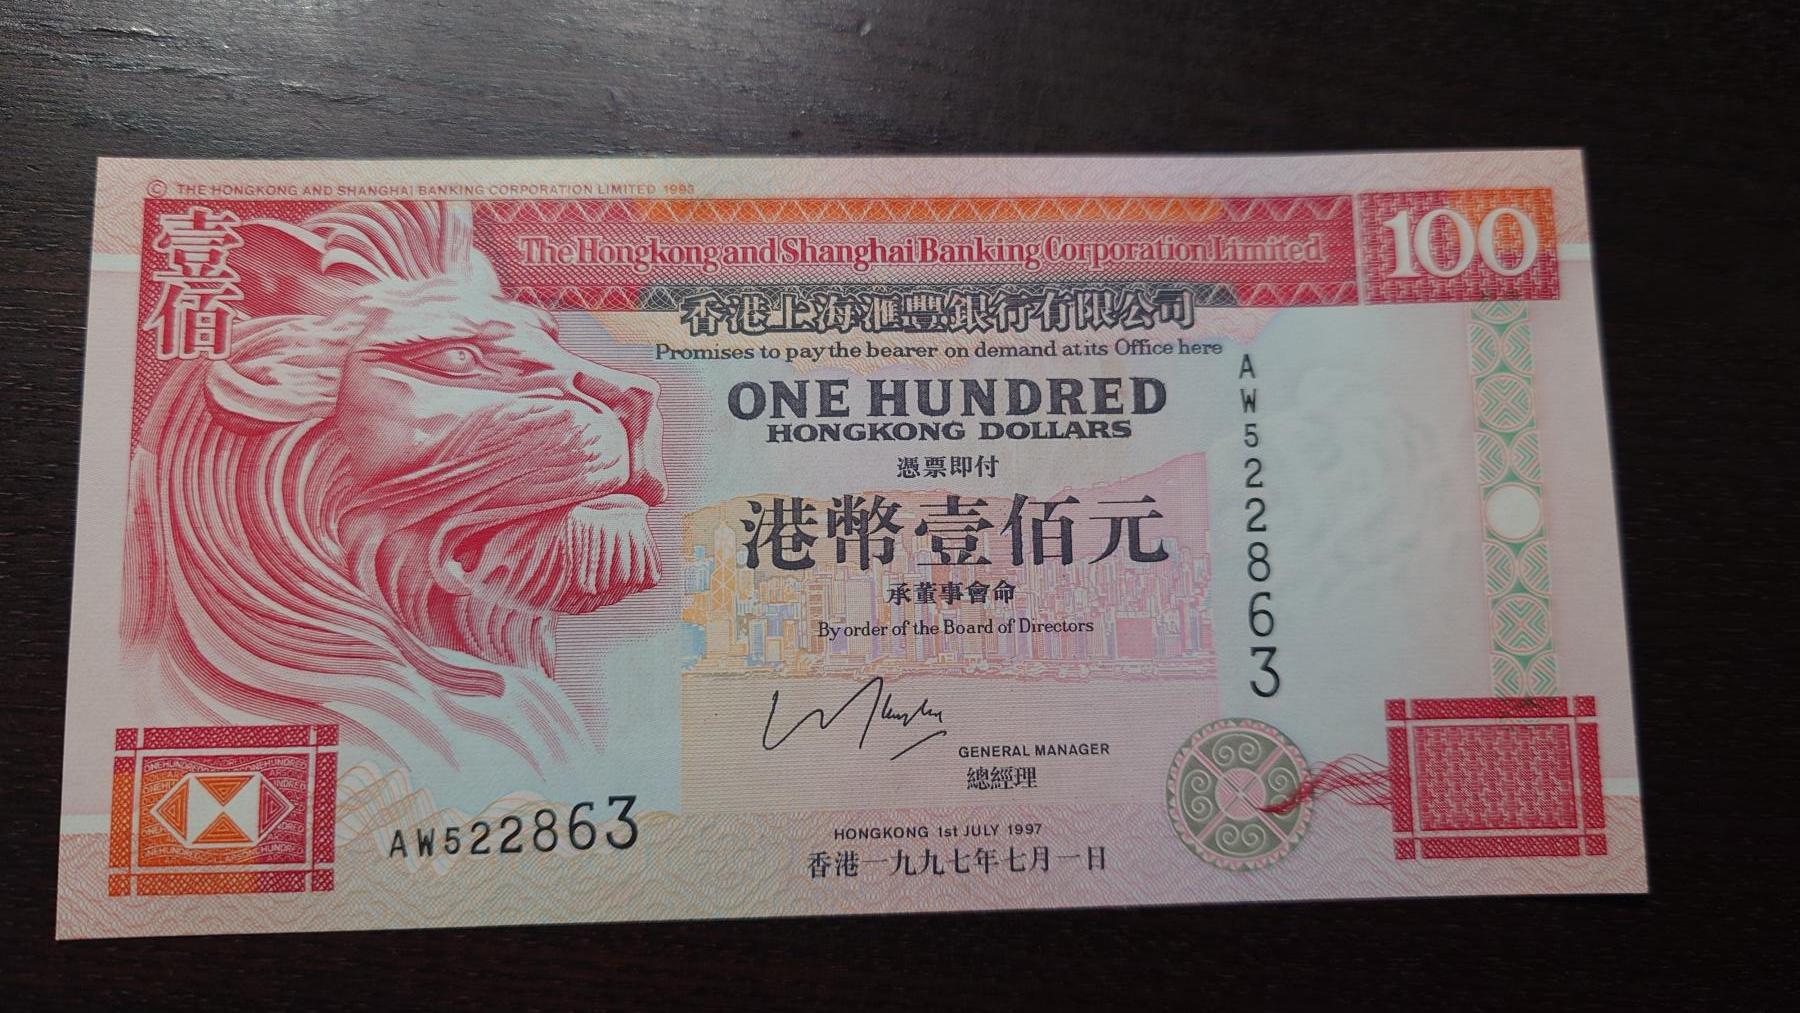 © THE HONGKONG AND SHANGHAI BANKING CORPORATION LIMITED 1993
壹佰
The Hongkong and Shanghai Banking Corporation Limited
100
香港上海滙豐銀行有限公司
Promises to pay the bearer on demand at its Office here
ONE HUNDRED
HONGKONG DOLLARS
憑票即付
港幣壹佰元
承董事會命
By order of the Board of Directors
AW522863
GENERAL MANAGER
總經理
AW522863
HONGKONG 1st JULY 1997
香港一九九七年七月一日